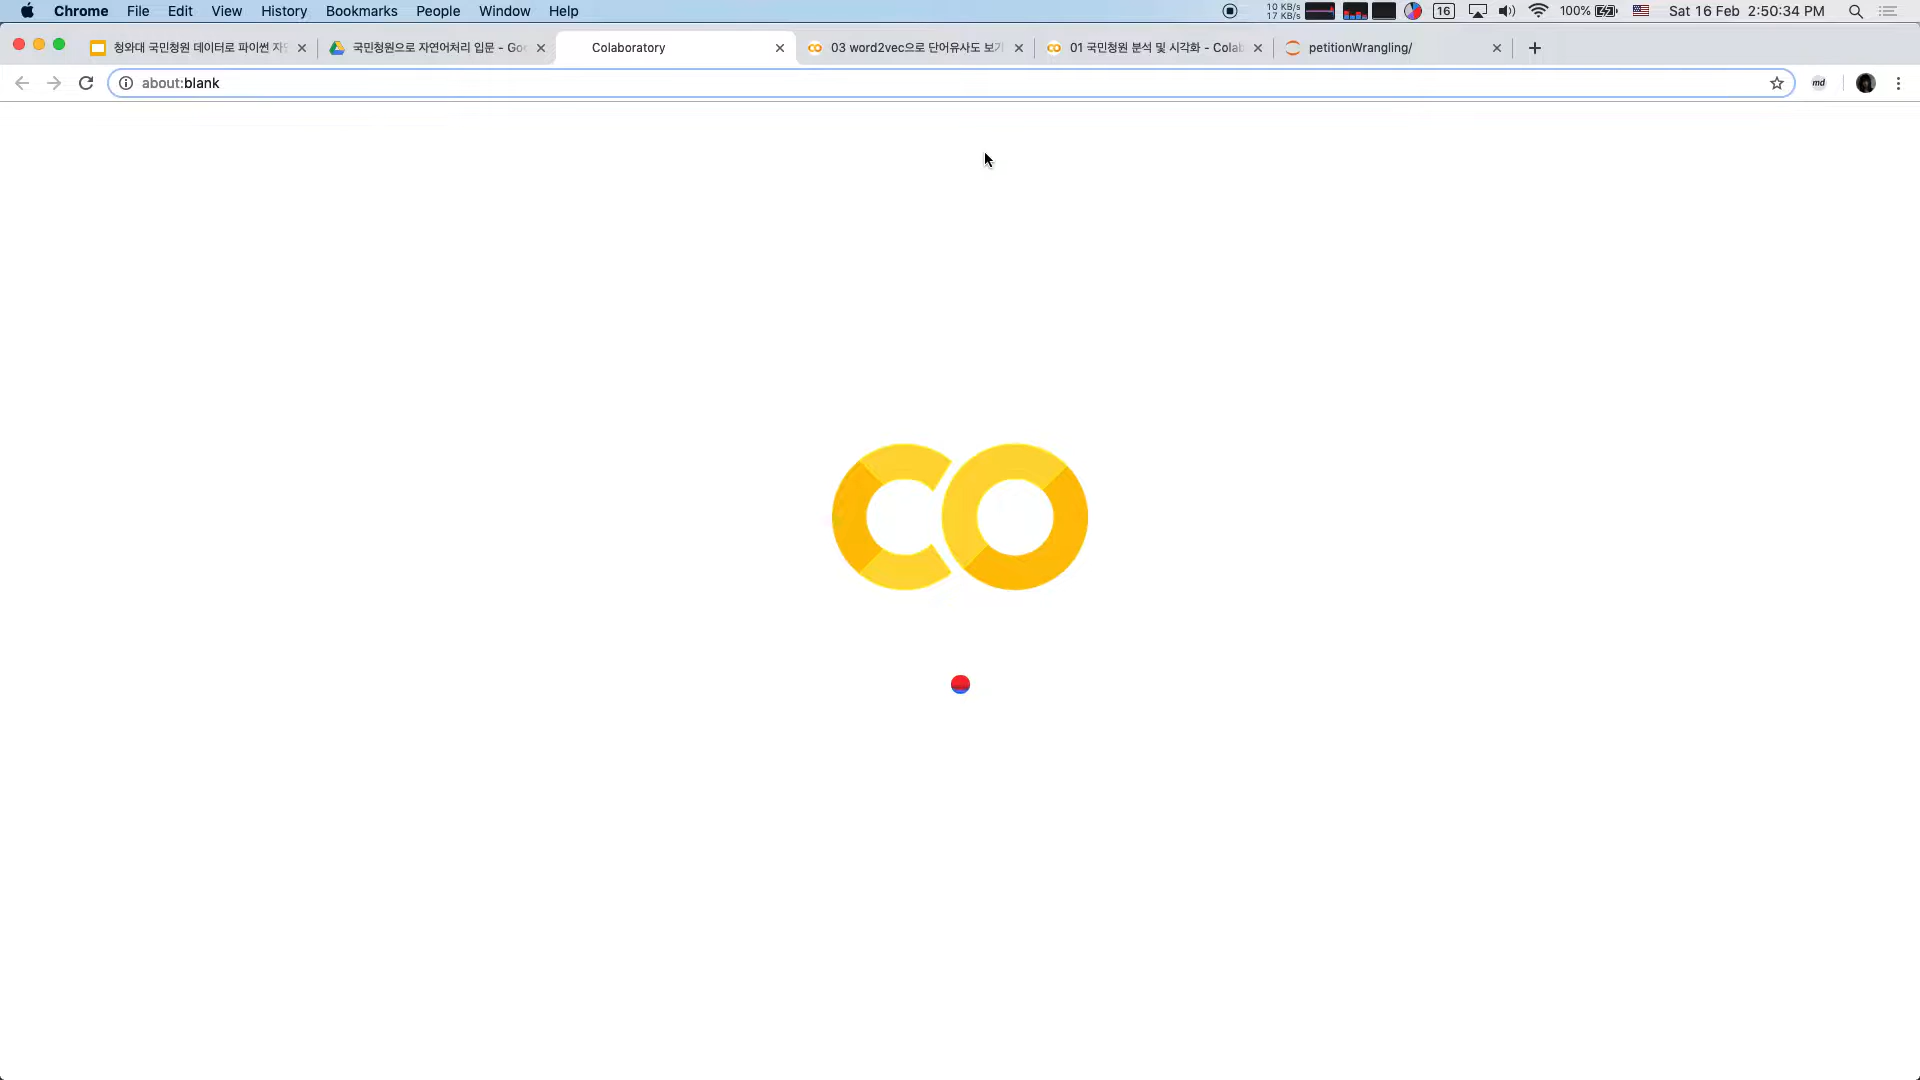 Chrome File Edit View History Bookmarks People Window Help 10 KB/s 17 KB/s 16 100% Sat 16 Feb 2:50:34 PM
청와대 국민청원 데이터로 파이썬 자 국민청원으로 자연어처리 입문 - Go Colaboratory 03 word2vec으로 단어유사도 보기 01 국민청원 분석 및 시각화 - Colab petitionWrangling/
about:blank md
CO